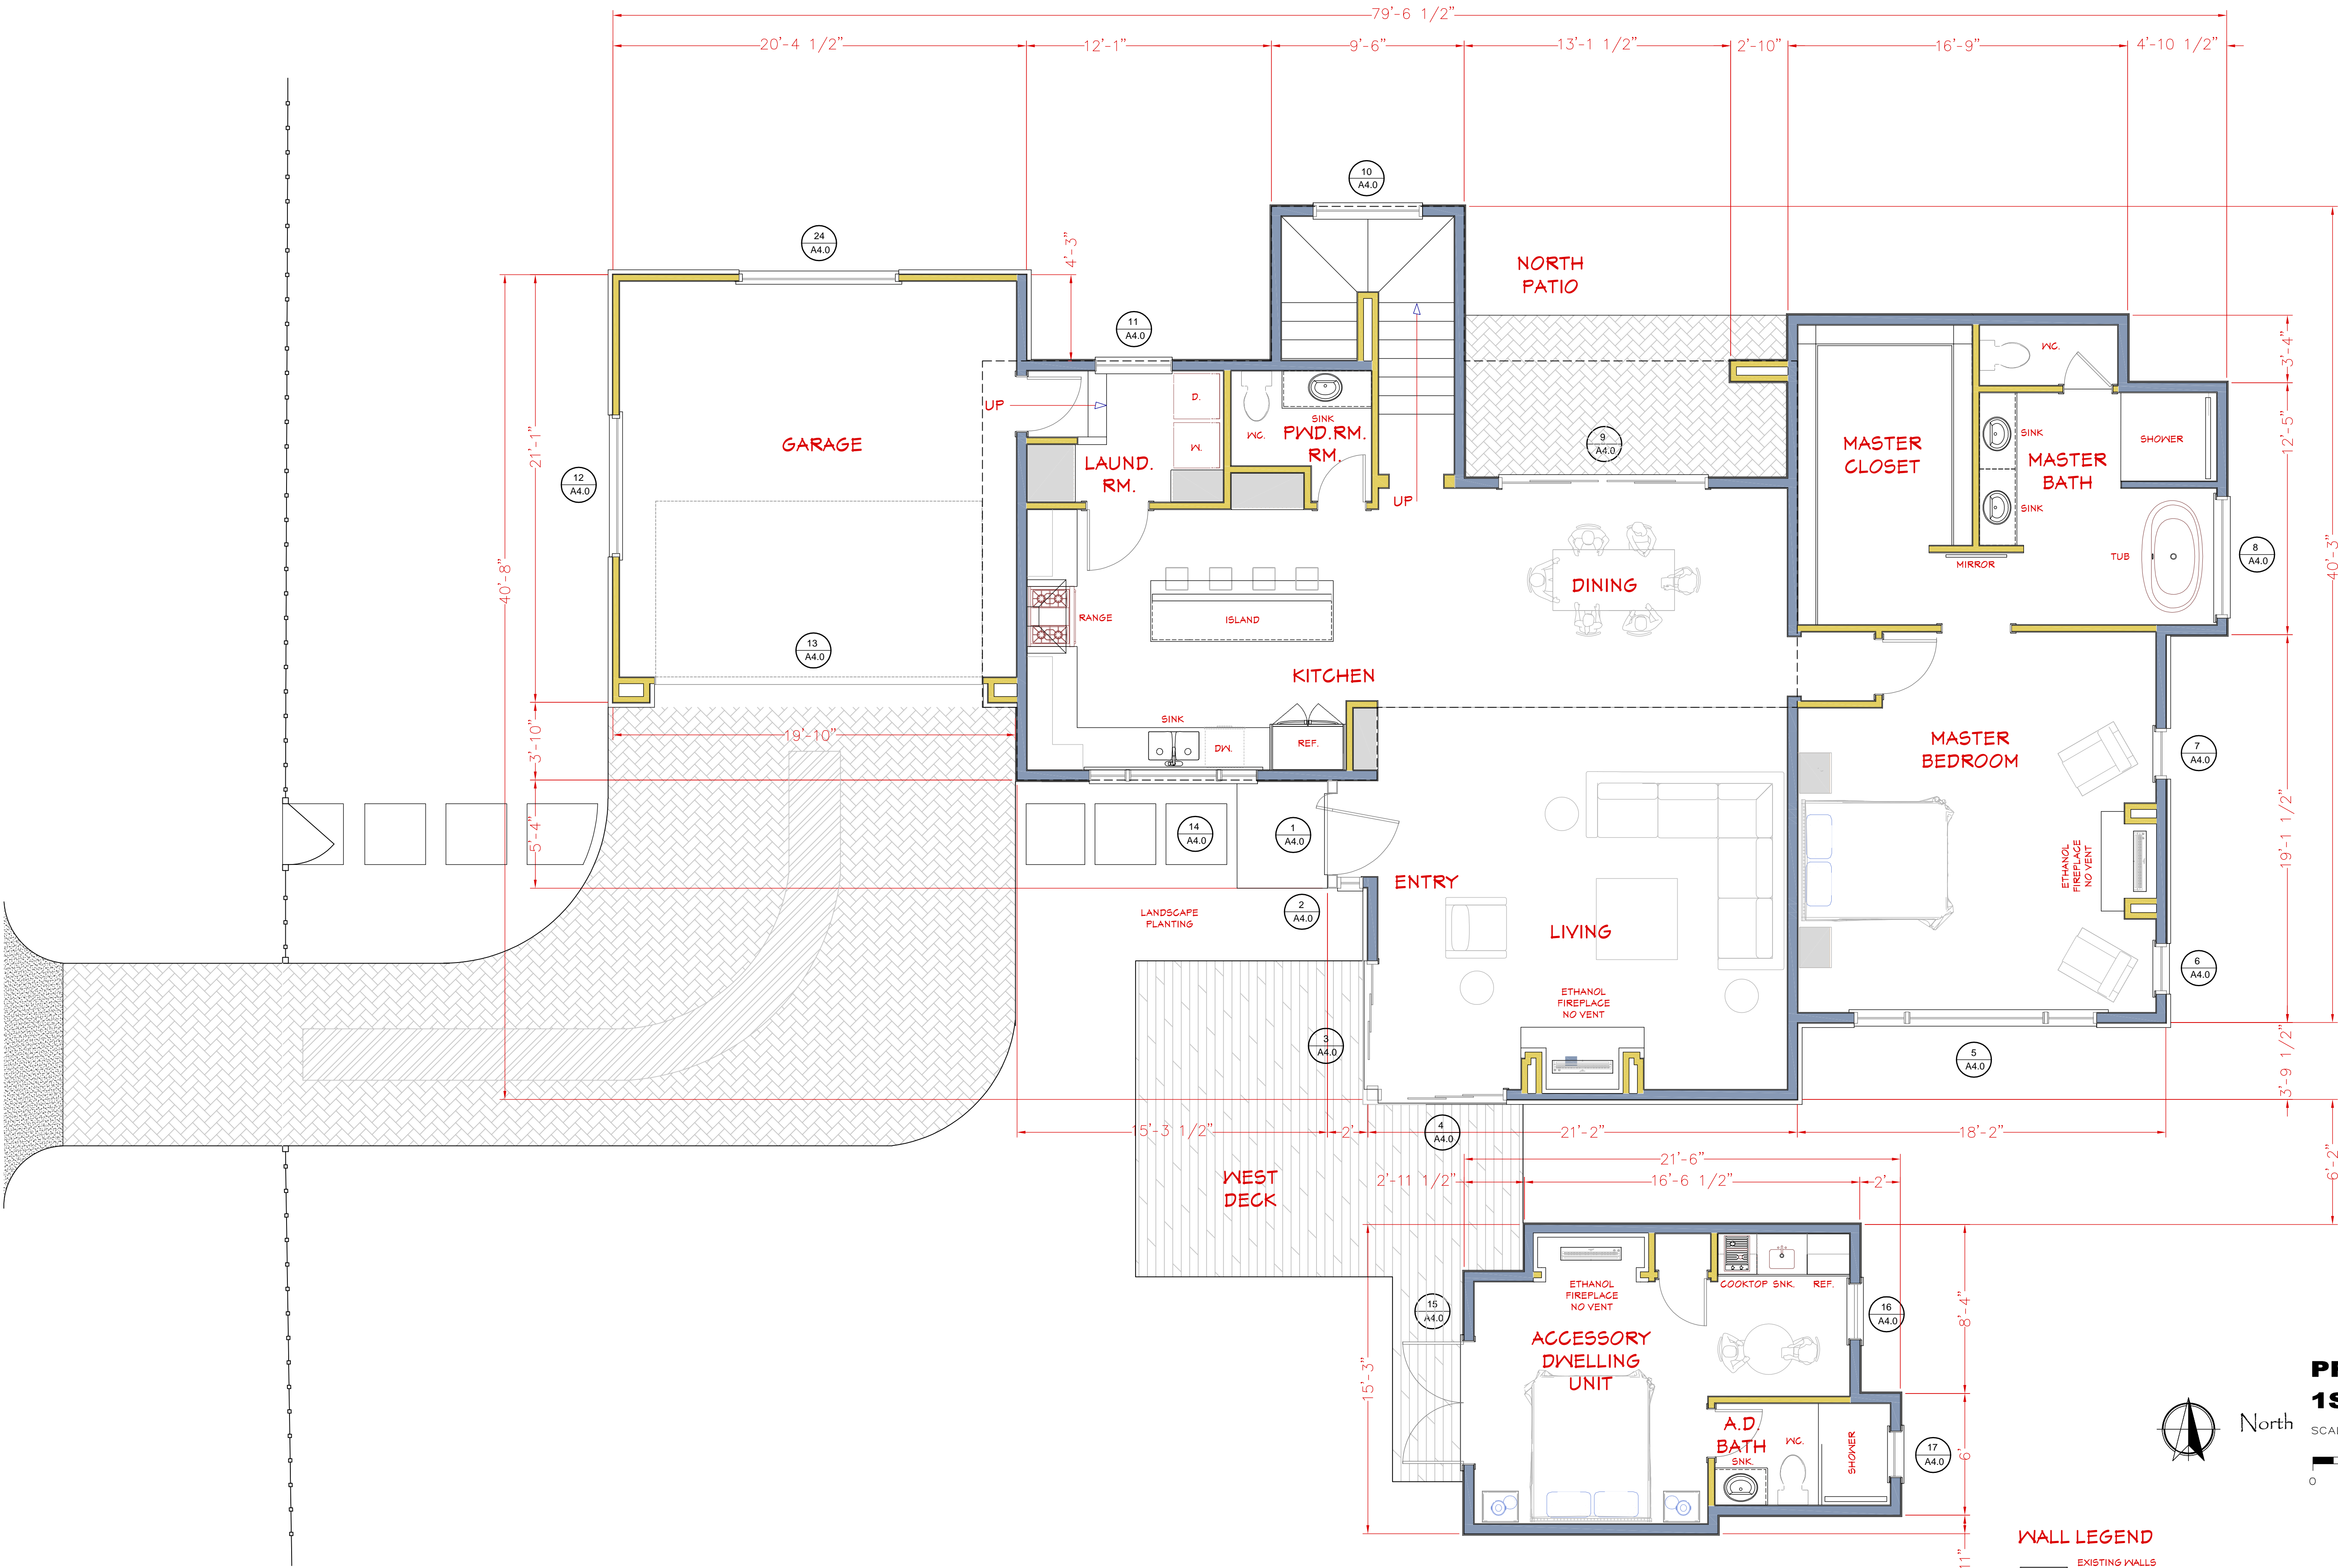 79'-6 1/2"
20'-4 1/2"
12'-1"
9'-6"
13'-1 1/2"
2'-10"
16'-9"
4'-10 1/2"
10
A4.0
24
A4.0
4'-3"
NORTH
PATIO
11
A4.0
3'-4"
WC.
UP
D.
SINK
WC.
PWD.RM.
RM.
W.
GARAGE
LAUND.
RM.
9
A4.0
MASTER
CLOSET
SINK
MASTER
BATH
SHOWER
12'-5"
21'-1"
12
A4.0
UP
SINK
40'-8"
40'-3"
TUB
8
A4.0
MIRROR
DINING
RANGE
ISLAND
13
A4.0
KITCHEN
SINK
DW.
REF.
19'-10"
3'-10"
MASTER
BEDROOM
7
A4.0
5'-4"
14
A4.0
1
A4.0
19'-1 1/2"
ETHANOL
FIREPLACE
NO VENT
ENTRY
2
A4.0
LANDSCAPE
PLANTING
LIVING
6
A4.0
ETHANOL
FIREPLACE
NO VENT
3
A4.0
5
A4.0
3'-9 1/2"
15'-3 1/2"
2'
4
A4.0
21'-2"
18'-2"
6'-2"
21'-6"
WEST
DECK
2'-11 1/2"
16'-6 1/2"
2'
ETHANOL
FIREPLACE
NO VENT
COOKTOP SNK. REF.
15
A4.0
16
A4.0
8'-4"
ACCESSORY
DWELLING
UNIT
15'-3"
A.D.
BATH
SNK.
WC.
SHOWER
17
A4.0
6'
North
1S
0
11"
WALL LEGEND
EXISTING WALLS